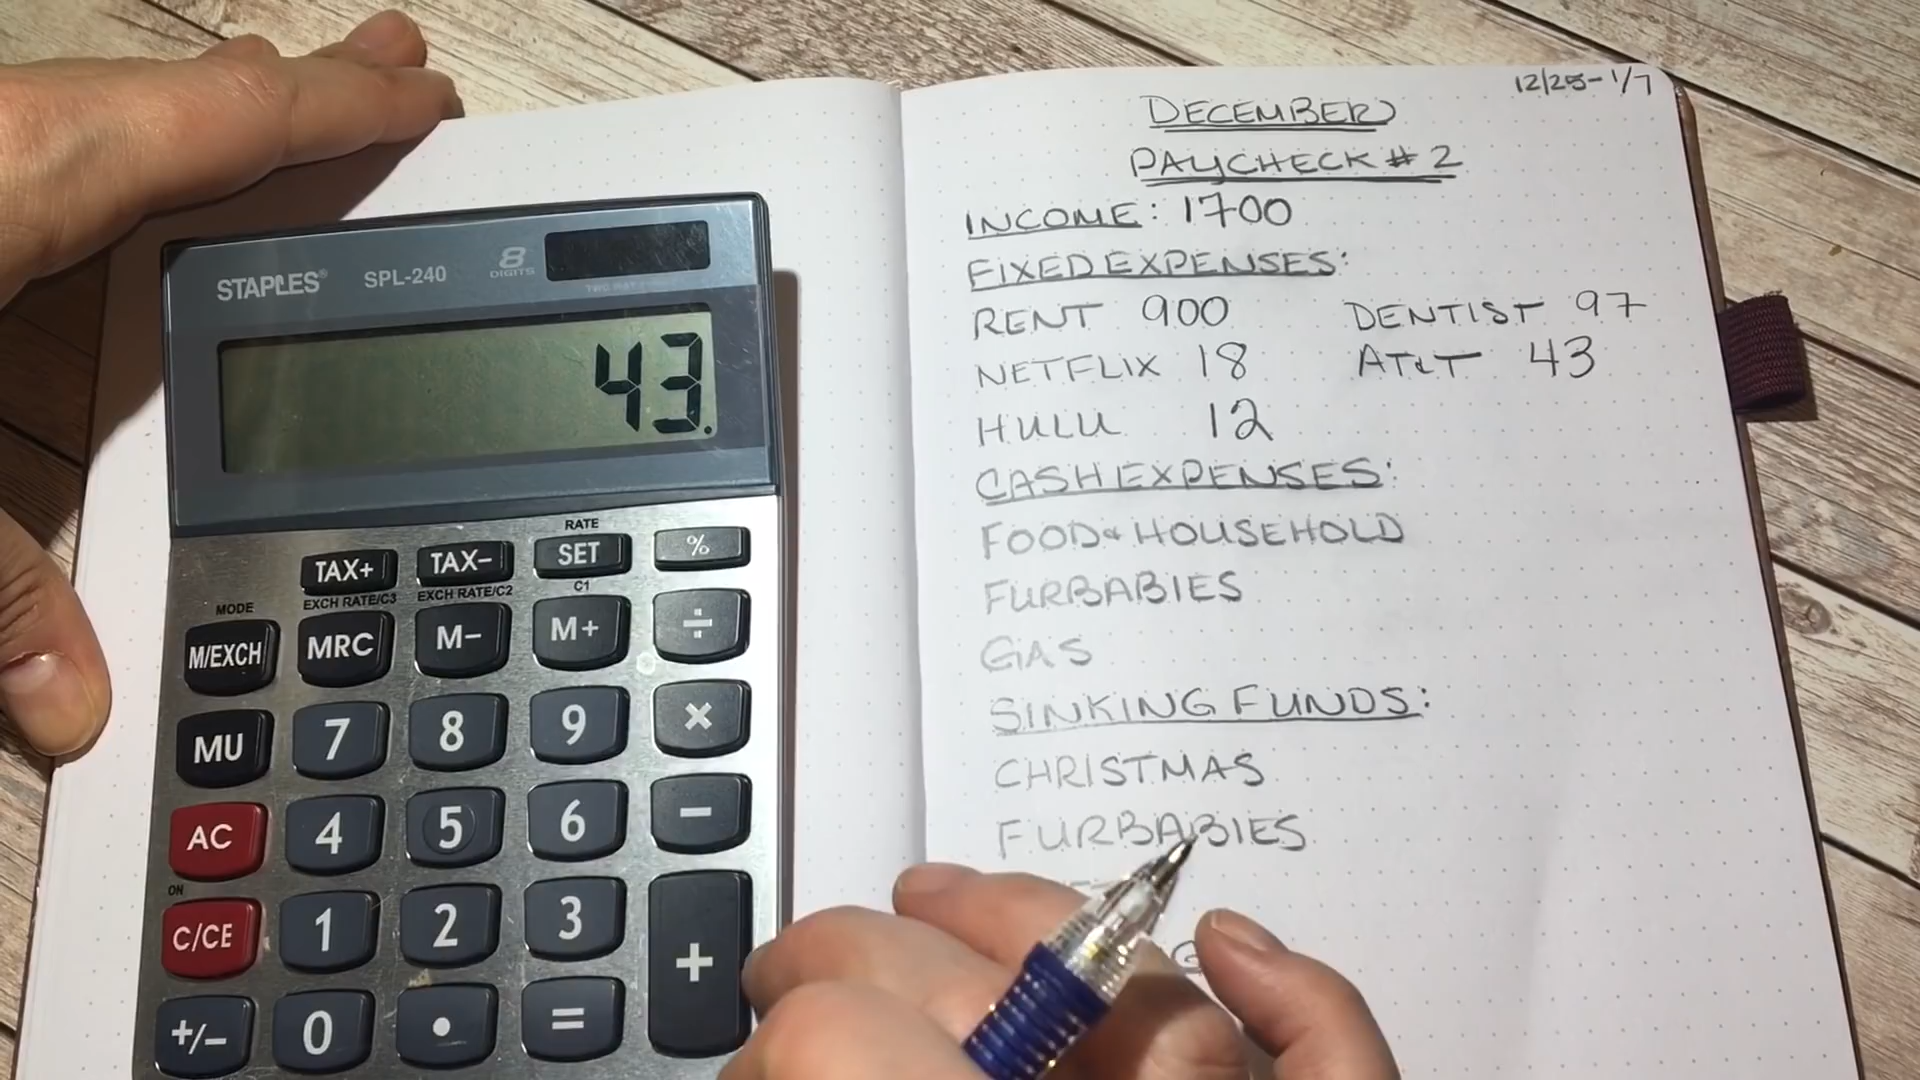 STAPLES® SPL-240 8 DIGITS
43.
RATE
TAX+ TAX− SET %
EXCH RATE/C3 EXCH RATE/C2 C1
MODE
M/EXCH MRC M− M+ ÷
MU 7 8 9 ×
AC 4 5 6 −
ON
C/CE 1 2 3 +
+/− 0 • =
12/25-1/7
DECEMBER
PAYCHECK #2
INCOME: 1700
FIXED EXPENSES:
RENT 900 DENTIST 97
NETFLIX 18 AT&T 43
HULU 12
CASH EXPENSES:
FOOD & HOUSEHOLD
FURBABIES
GAS
SINKING FUNDS:
CHRISTMAS
FURBABIES